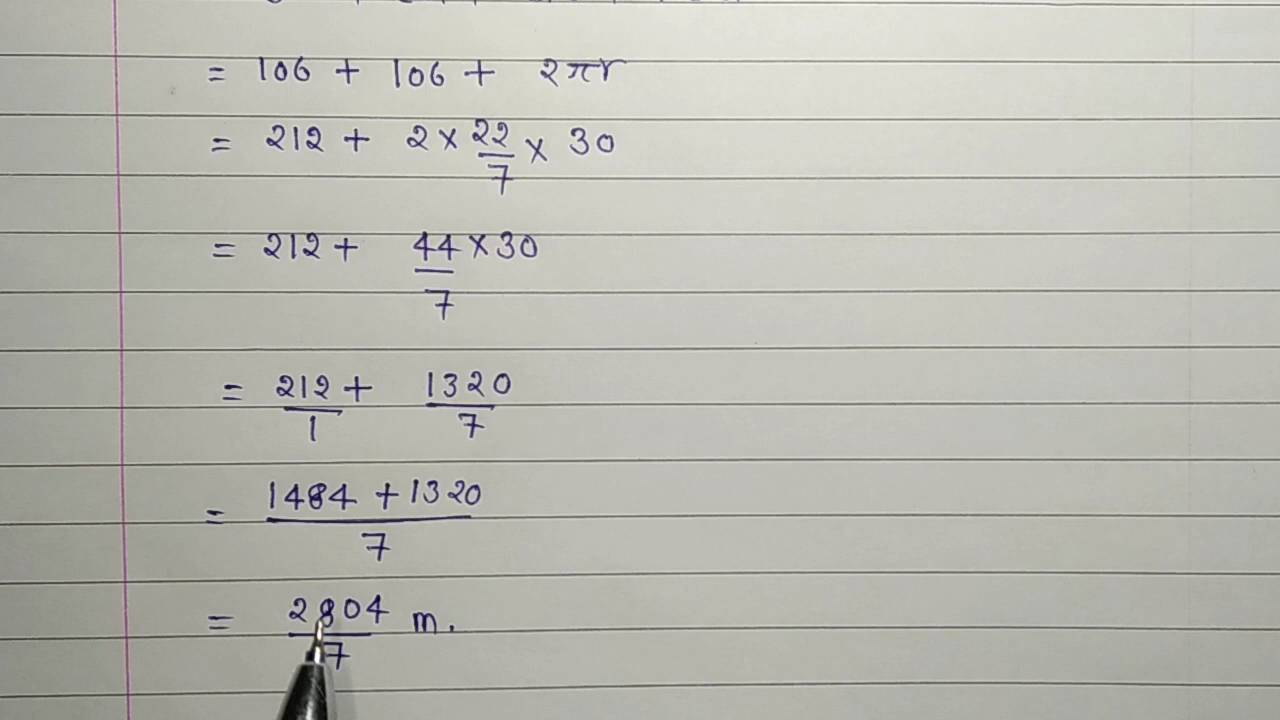 = 106 + 106 + 2πr
= 212 + 2 × 22/7 × 30
= 212 + 44/7 × 30
= 212/1 + 1320/7
= 1484 + 1320/7
= 2804/7 m.